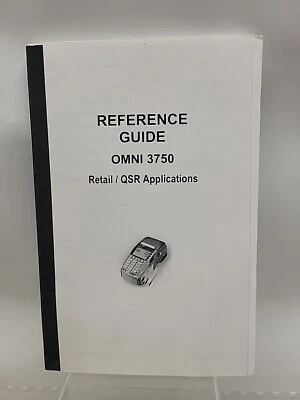 REFERENCE
GUIDE
OMNI 3750
Retail / QSR Applications